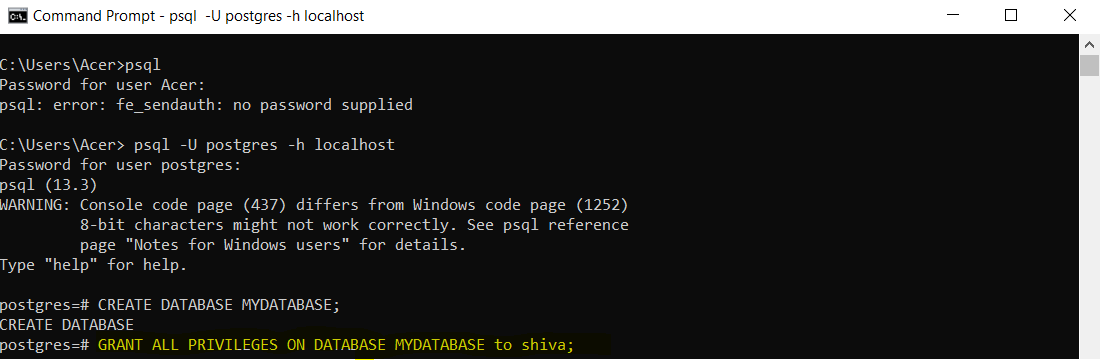 Command Prompt - psql  -U postgres -h localhost
C:\Users\Acer>psql
Password for user Acer:
psql: error: fe_sendauth: no password supplied
C:\Users\Acer> psql -U postgres -h localhost
Password for user postgres:
psql (13.3)
WARNING: Console code page (437) differs from Windows code page (1252)
         8-bit characters might not work correctly. See psql reference
         page "Notes for Windows users" for details.
Type "help" for help.
postgres=# CREATE DATABASE MYDATABASE;
CREATE DATABASE
postgres=# GRANT ALL PRIVILEGES ON DATABASE MYDATABASE to shiva;